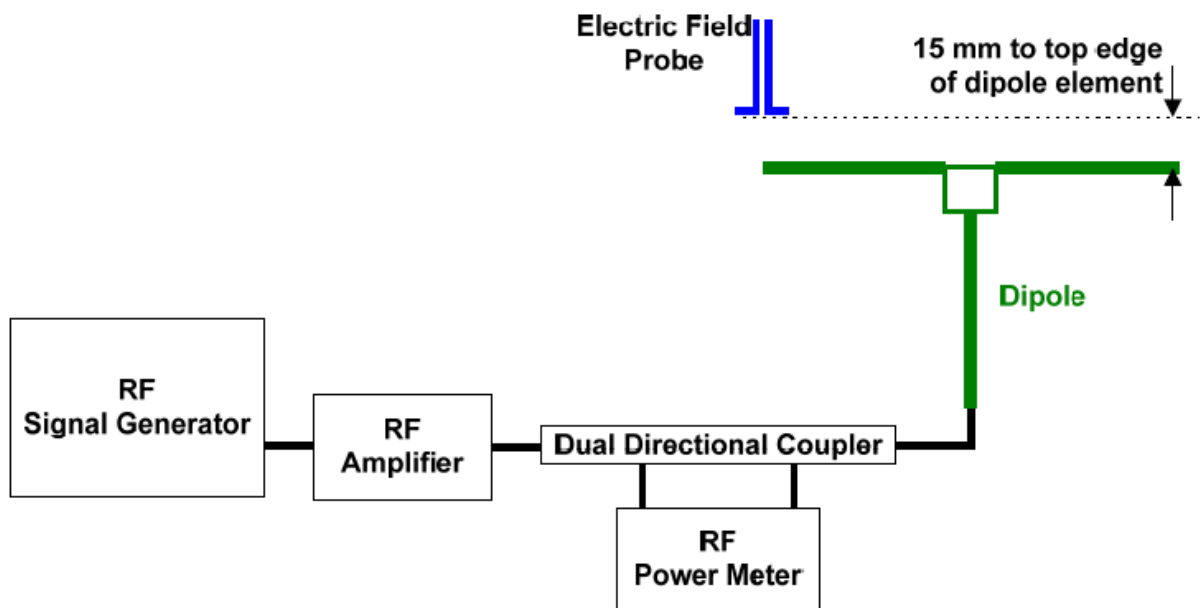 Electric Field
Probe
15 mm to top edge
of dipole element
Dipole
RF
Signal Generator
RF
Amplifier
Dual Directional Coupler
RF
Power Meter